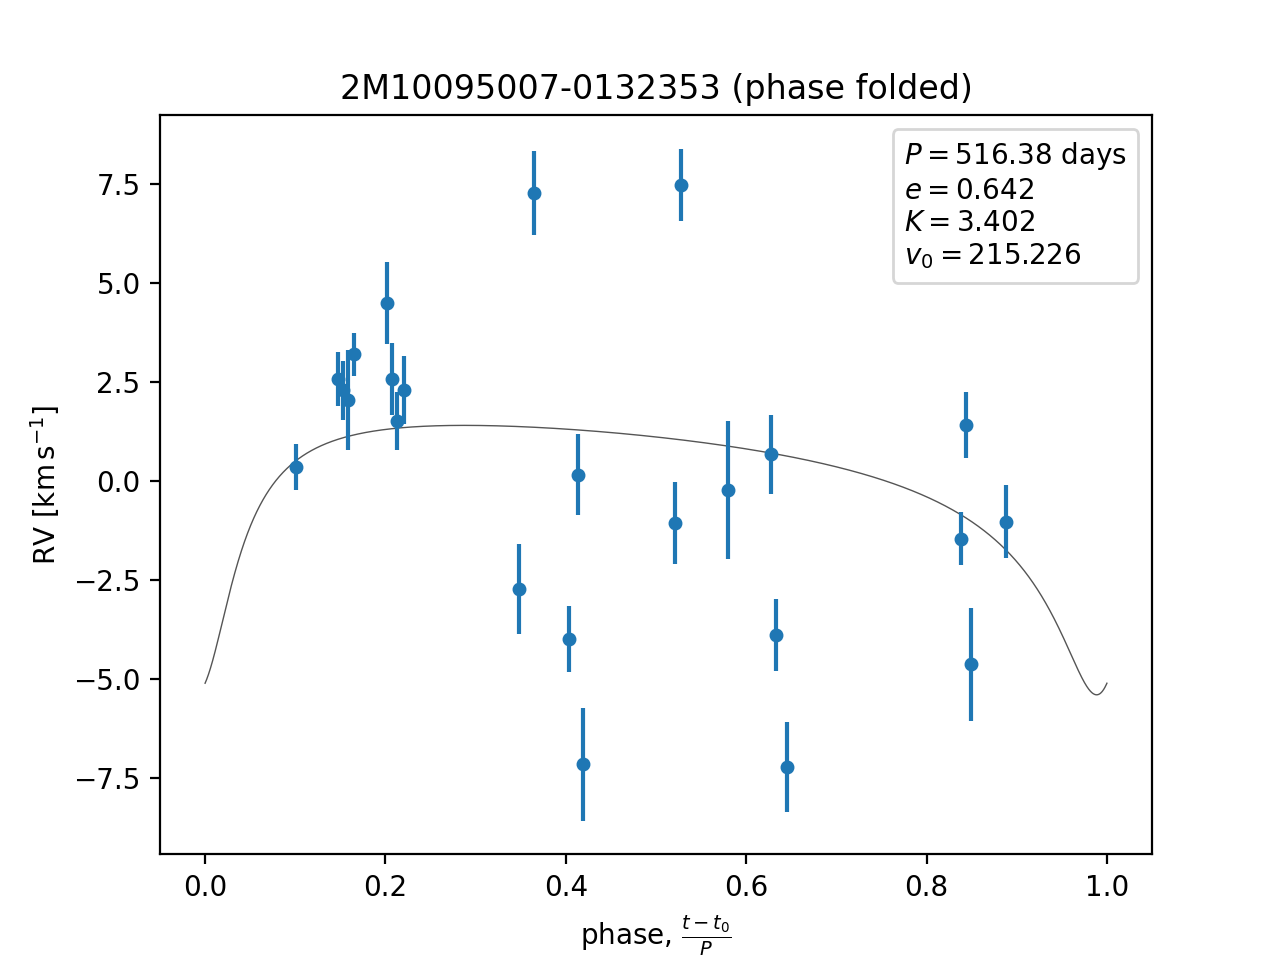 2M10095007-0132353 (phase folded)
P = 516.38 days
e = 0.642
K = 3.402
v₀ = 215.226
RV [km s⁻¹]
7.5
5.0
2.5
0.0
−2.5
−5.0
−7.5
0.0 0.2 0.4 0.6 0.8 1.0
phase, (t − t₀)/P